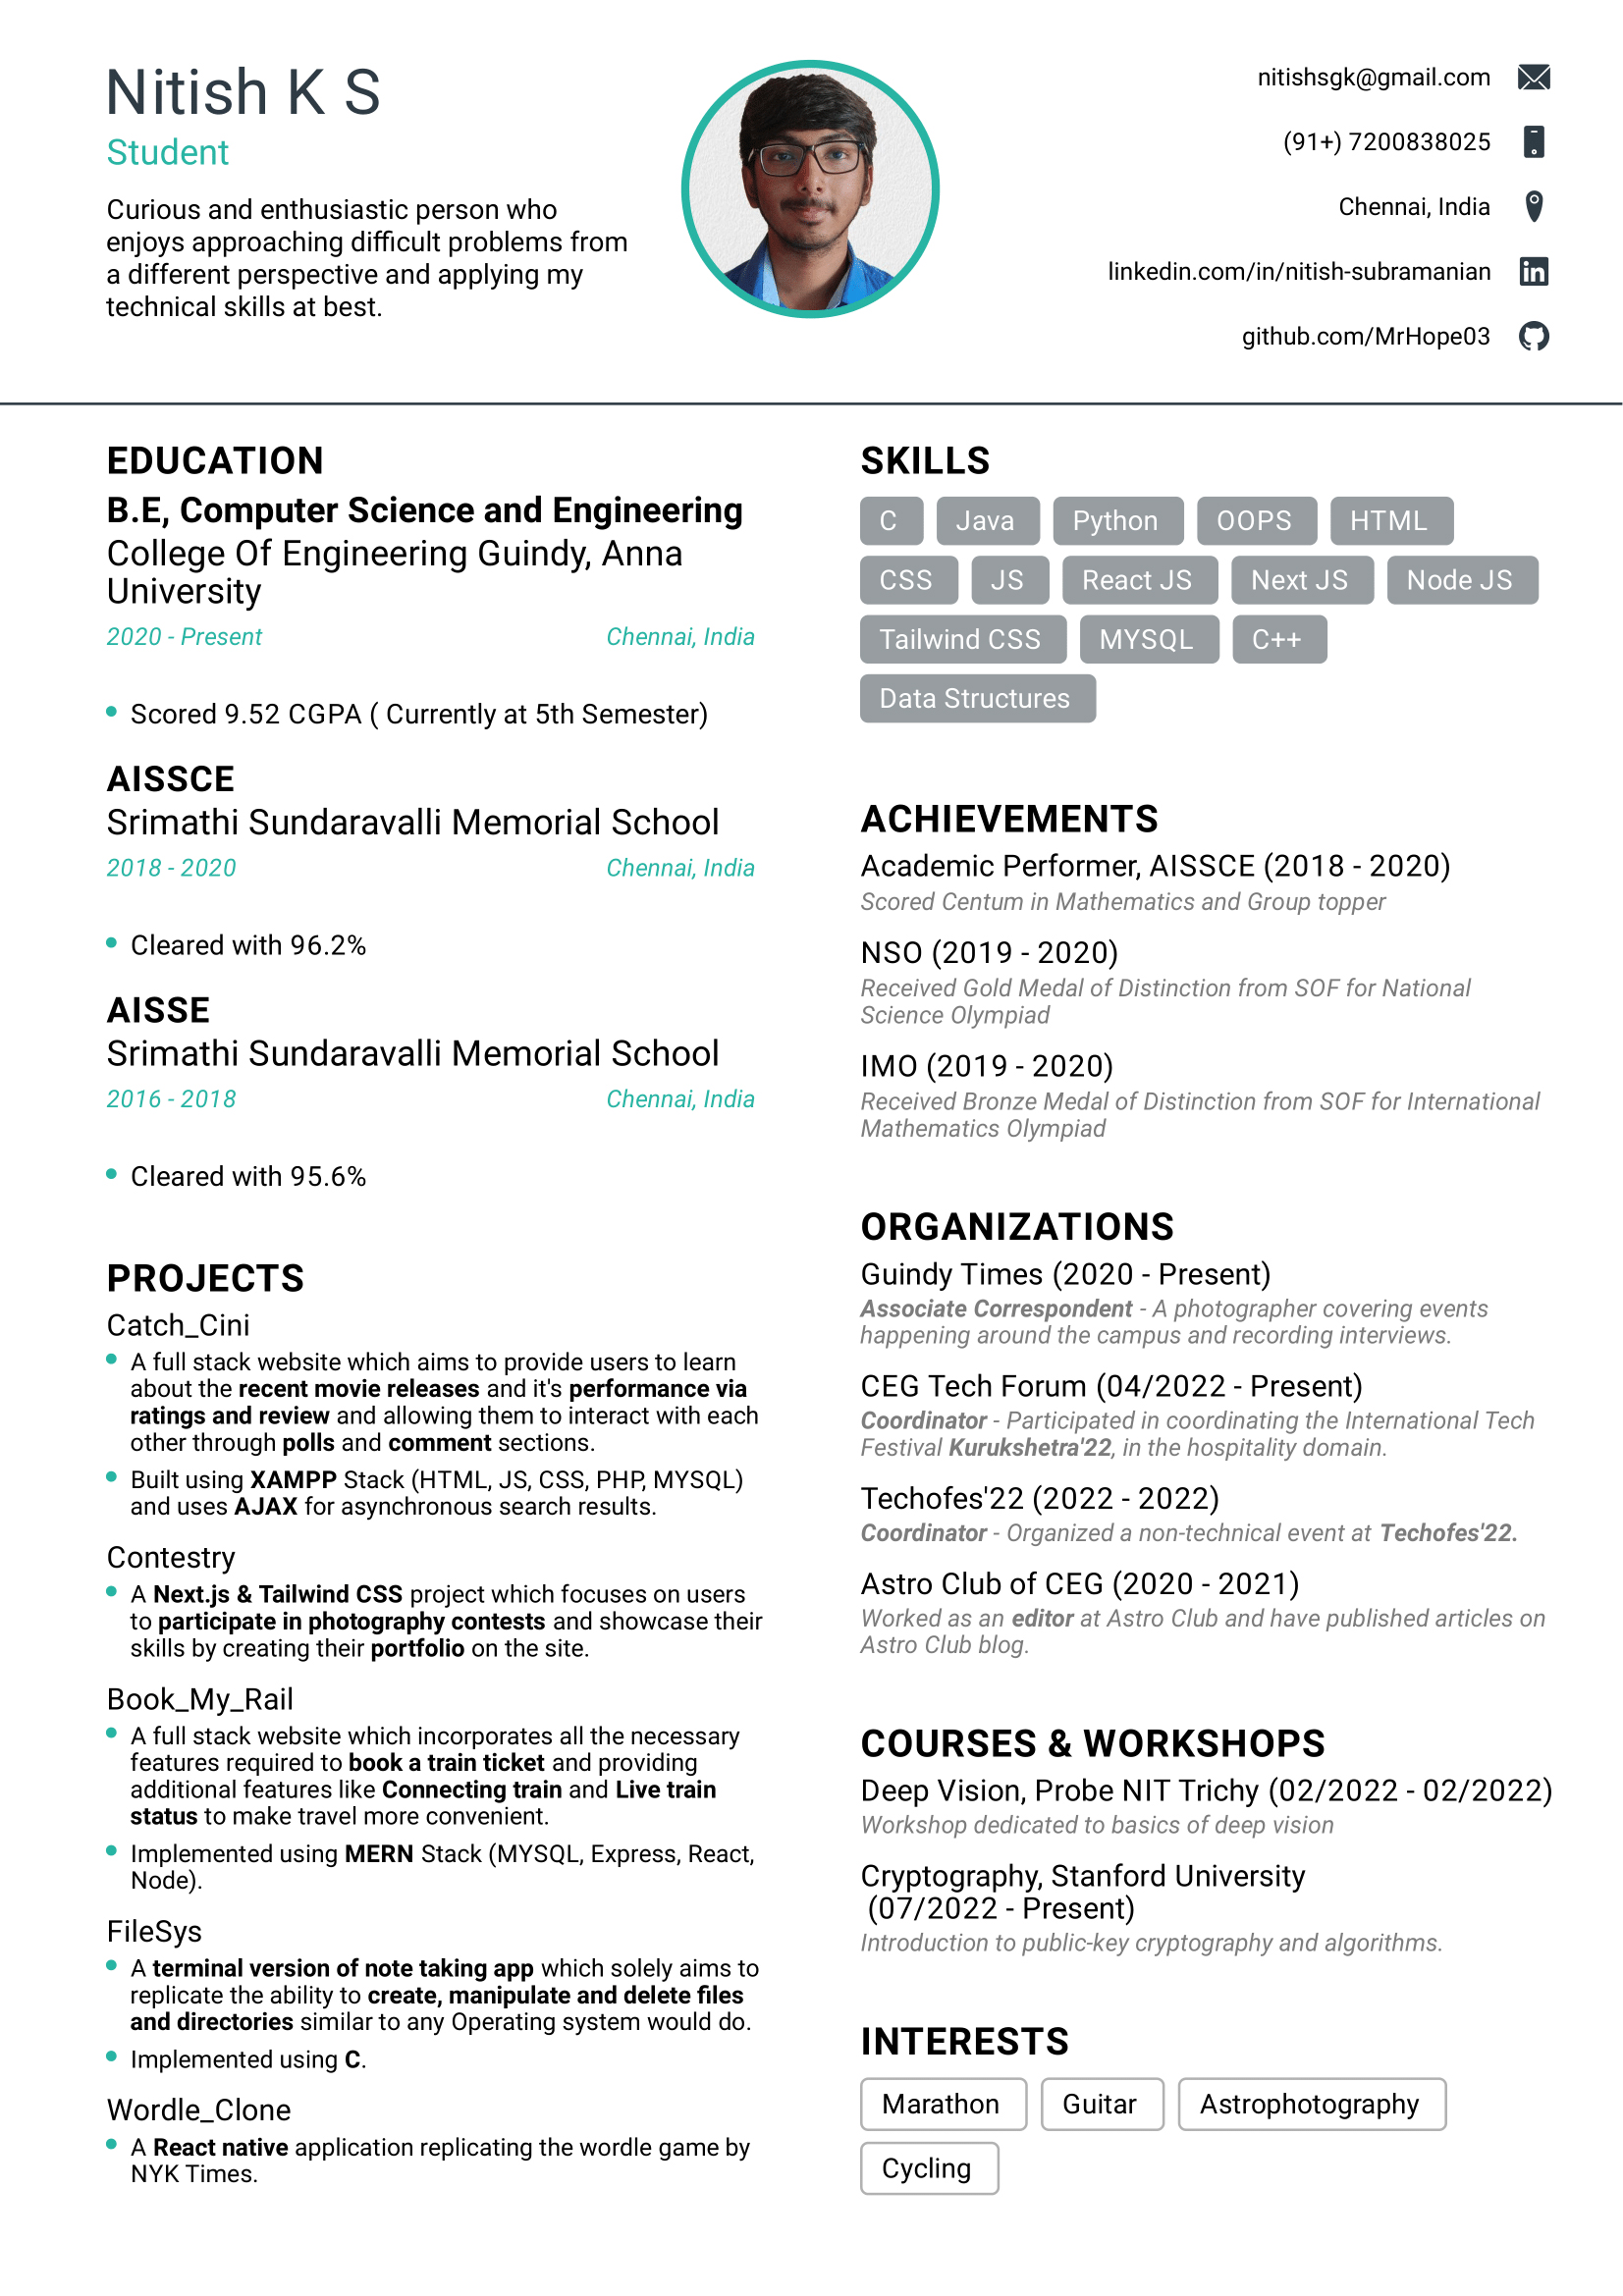 Nitish K S
Student
Curious and enthusiastic person who
enjoys approaching difficult problems from
a different perspective and applying my
technical skills at best.
nitishsgk@gmail.com
(91+) 7200838025
Chennai, India
linkedin.com/in/nitish-subramanian
github.com/MrHope03
EDUCATION
B.E, Computer Science and Engineering
College Of Engineering Guindy, Anna
University
2020 - Present Chennai, India
Scored 9.52 CGPA ( Currently at 5th Semester)
AISSCE
Srimathi Sundaravalli Memorial School
2018 - 2020 Chennai, India
Cleared with 96.2%
AISSE
Srimathi Sundaravalli Memorial School
2016 - 2018 Chennai, India
Cleared with 95.6%
PROJECTS
Catch_Cini
A full stack website which aims to provide users to learn
about the recent movie releases and it's performance via
ratings and review and allowing them to interact with each
other through polls and comment sections.
Built using XAMPP Stack (HTML, JS, CSS, PHP, MYSQL)
and uses AJAX for asynchronous search results.
Contestry
A Next.js & Tailwind CSS project which focuses on users
to participate in photography contests and showcase their
skills by creating their portfolio on the site.
Book_My_Rail
A full stack website which incorporates all the necessary
features required to book a train ticket and providing
additional features like Connecting train and Live train
status to make travel more convenient.
Implemented using MERN Stack (MYSQL, Express, React,
Node).
FileSys
A terminal version of note taking app which solely aims to
replicate the ability to create, manipulate and delete files
and directories similar to any Operating system would do.
Implemented using C.
Wordle_Clone
A React native application replicating the wordle game by
NYK Times.
SKILLS
C Java Python OOPS HTML
CSS JS React JS Next JS Node JS
Tailwind CSS MYSQL C++
Data Structures
ACHIEVEMENTS
Academic Performer, AISSCE (2018 - 2020)
Scored Centum in Mathematics and Group topper
NSO (2019 - 2020)
Received Gold Medal of Distinction from SOF for National
Science Olympiad
IMO (2019 - 2020)
Received Bronze Medal of Distinction from SOF for International
Mathematics Olympiad
ORGANIZATIONS
Guindy Times (2020 - Present)
Associate Correspondent - A photographer covering events
happening around the campus and recording interviews.
CEG Tech Forum (04/2022 - Present)
Coordinator - Participated in coordinating the International Tech
Festival Kurukshetra'22, in the hospitality domain.
Techofes'22 (2022 - 2022)
Coordinator - Organized a non-technical event at Techofes'22.
Astro Club of CEG (2020 - 2021)
Worked as an editor at Astro Club and have published articles on
Astro Club blog.
COURSES & WORKSHOPS
Deep Vision, Probe NIT Trichy (02/2022 - 02/2022)
Workshop dedicated to basics of deep vision
Cryptography, Stanford University
(07/2022 - Present)
Introduction to public-key cryptography and algorithms.
INTERESTS
Marathon Guitar Astrophotography
Cycling